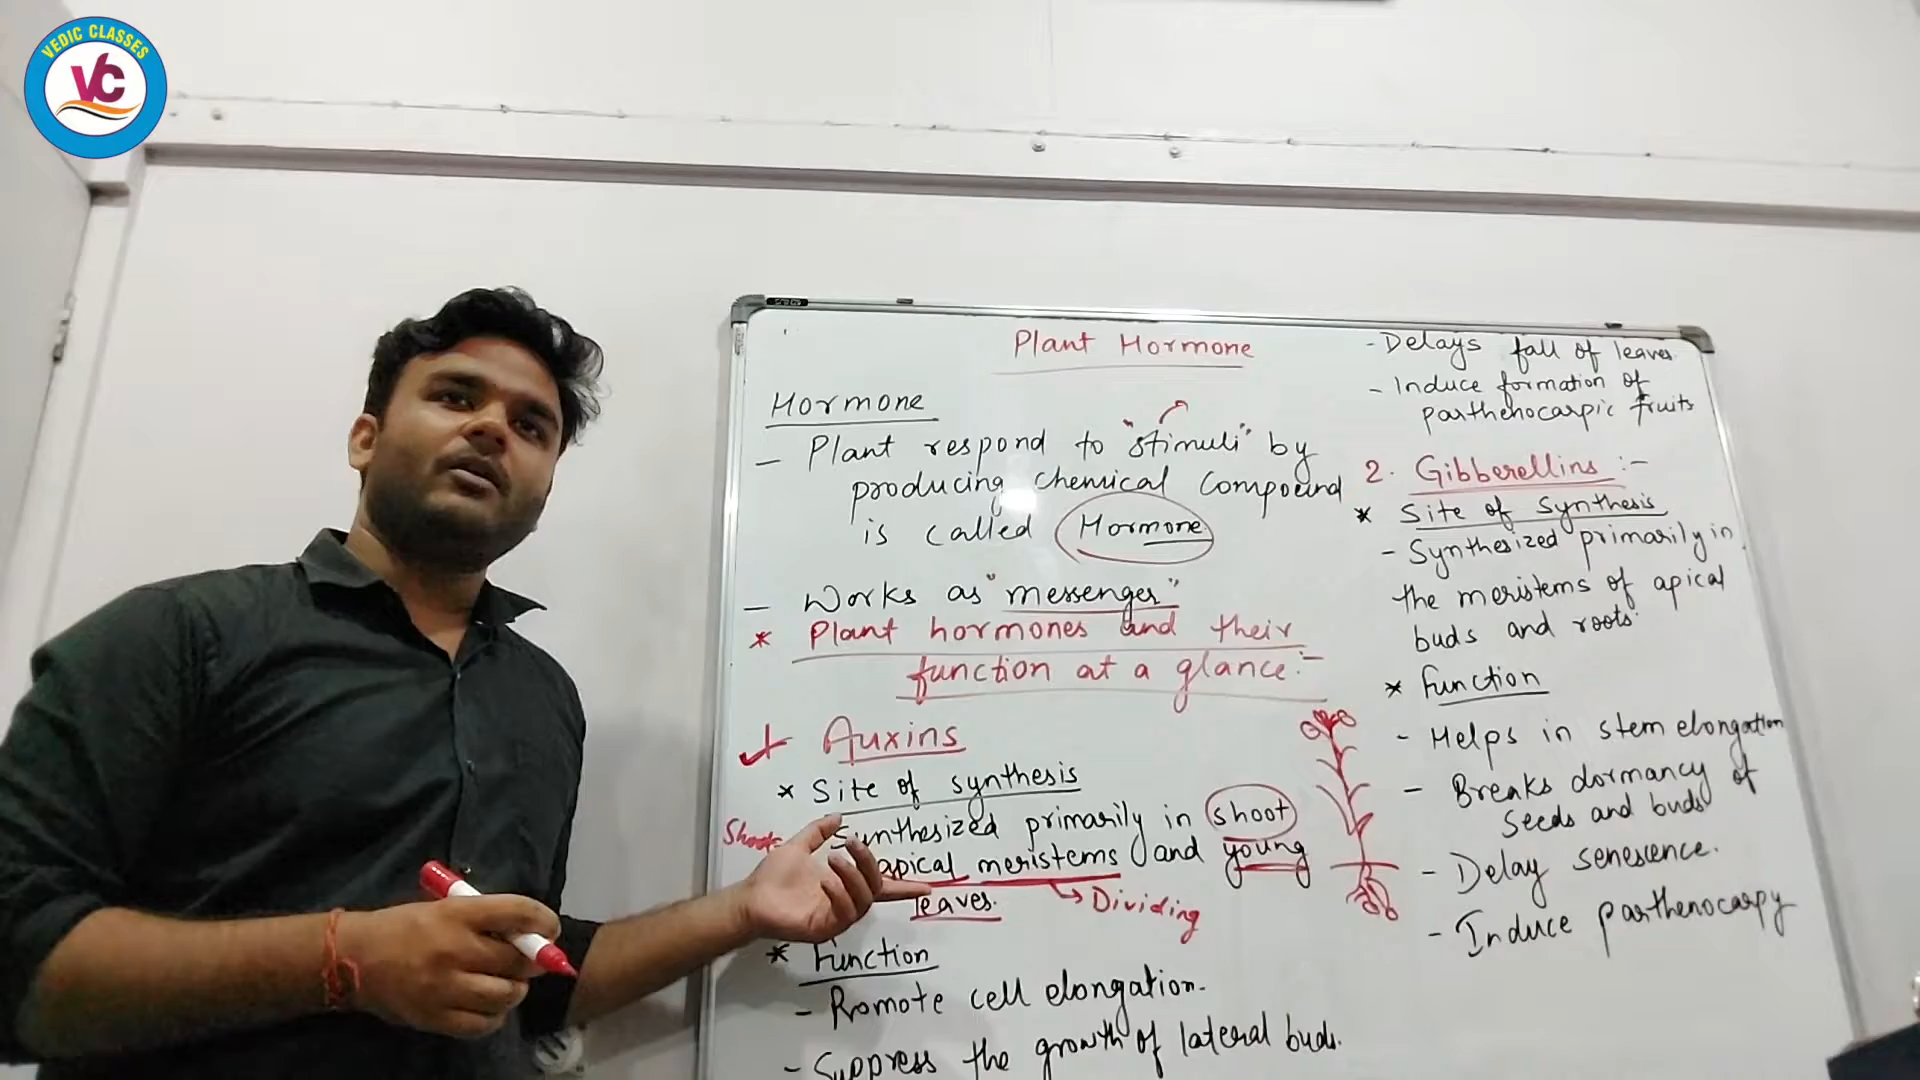 VEDIC CLASSES
VC
Plant Hormone
Hormone
- Plant respond to "stimuli" by
producing chemical compound
is called Hormone
- Works as "messenger"
* Plant hormones and their
function at a glance:-
Auxins
* Site of synthesis
Shoots
Synthesized primarily in shoot
apical meristems and young
leaves.
Dividing
* Function
- Promote cell elongation.
- Suppress the growth of lateral buds.
- Delays fall of leaves.
- Induce formation of
parthenocarpic fruits
2. Gibberellins :-
* Site of Synthesis
- Synthesized primarily in
the meristems of apical
buds and roots.
* Function
- Helps in stem elongation
- Breaks dormancy of
seeds and buds
- Delay senescence.
- Induce parthenocarpy